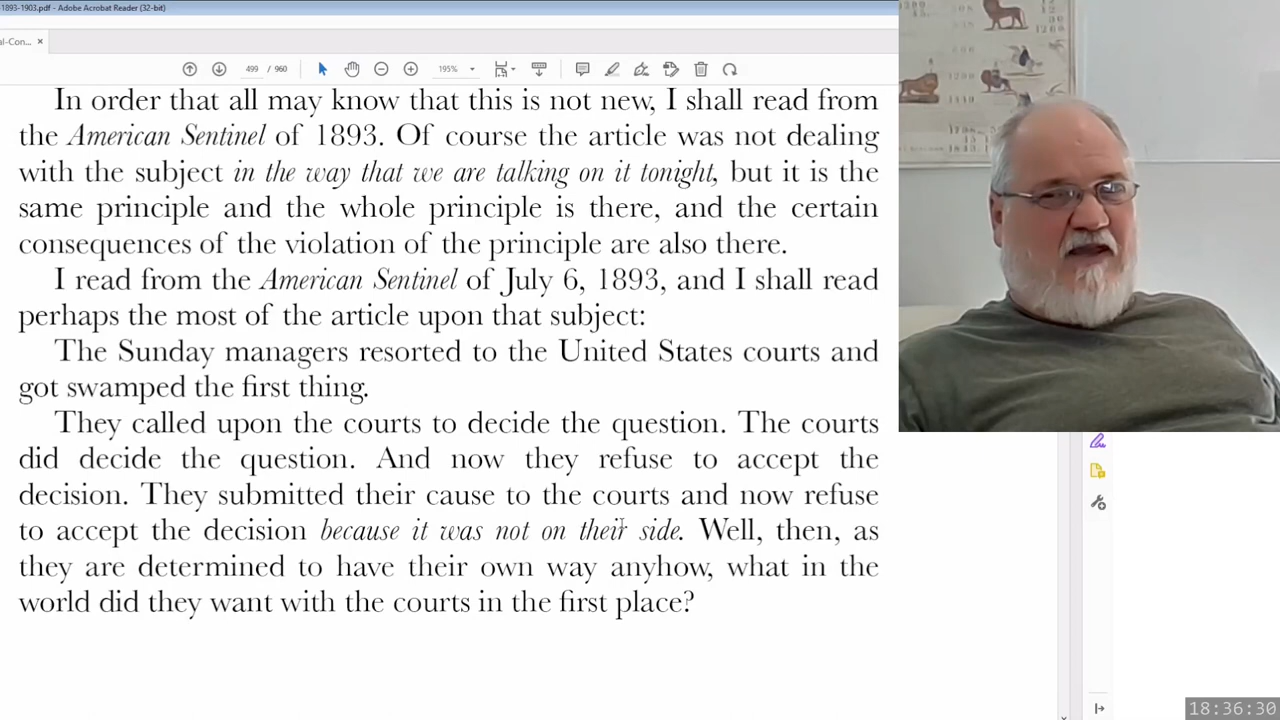 -1893-1903.pdf - Adobe Acrobat Reader (32-bit)
al-Con... ×
499 / 960
195%
In order that all may know that this is not new, I shall read from
the American Sentinel of 1893. Of course the article was not dealing
with the subject in the way that we are talking on it tonight, but it is the
same principle and the whole principle is there, and the certain
consequences of the violation of the principle are also there.
I read from the American Sentinel of July 6, 1893, and I shall read
perhaps the most of the article upon that subject:
The Sunday managers resorted to the United States courts and
got swamped the first thing.
They called upon the courts to decide the question. The courts
did decide the question. And now they refuse to accept the
decision. They submitted their cause to the courts and now refuse
to accept the decision because it was not on their side. Well, then, as
they are determined to have their own way anyhow, what in the
world did they want with the courts in the first place?
1260
18:36:30